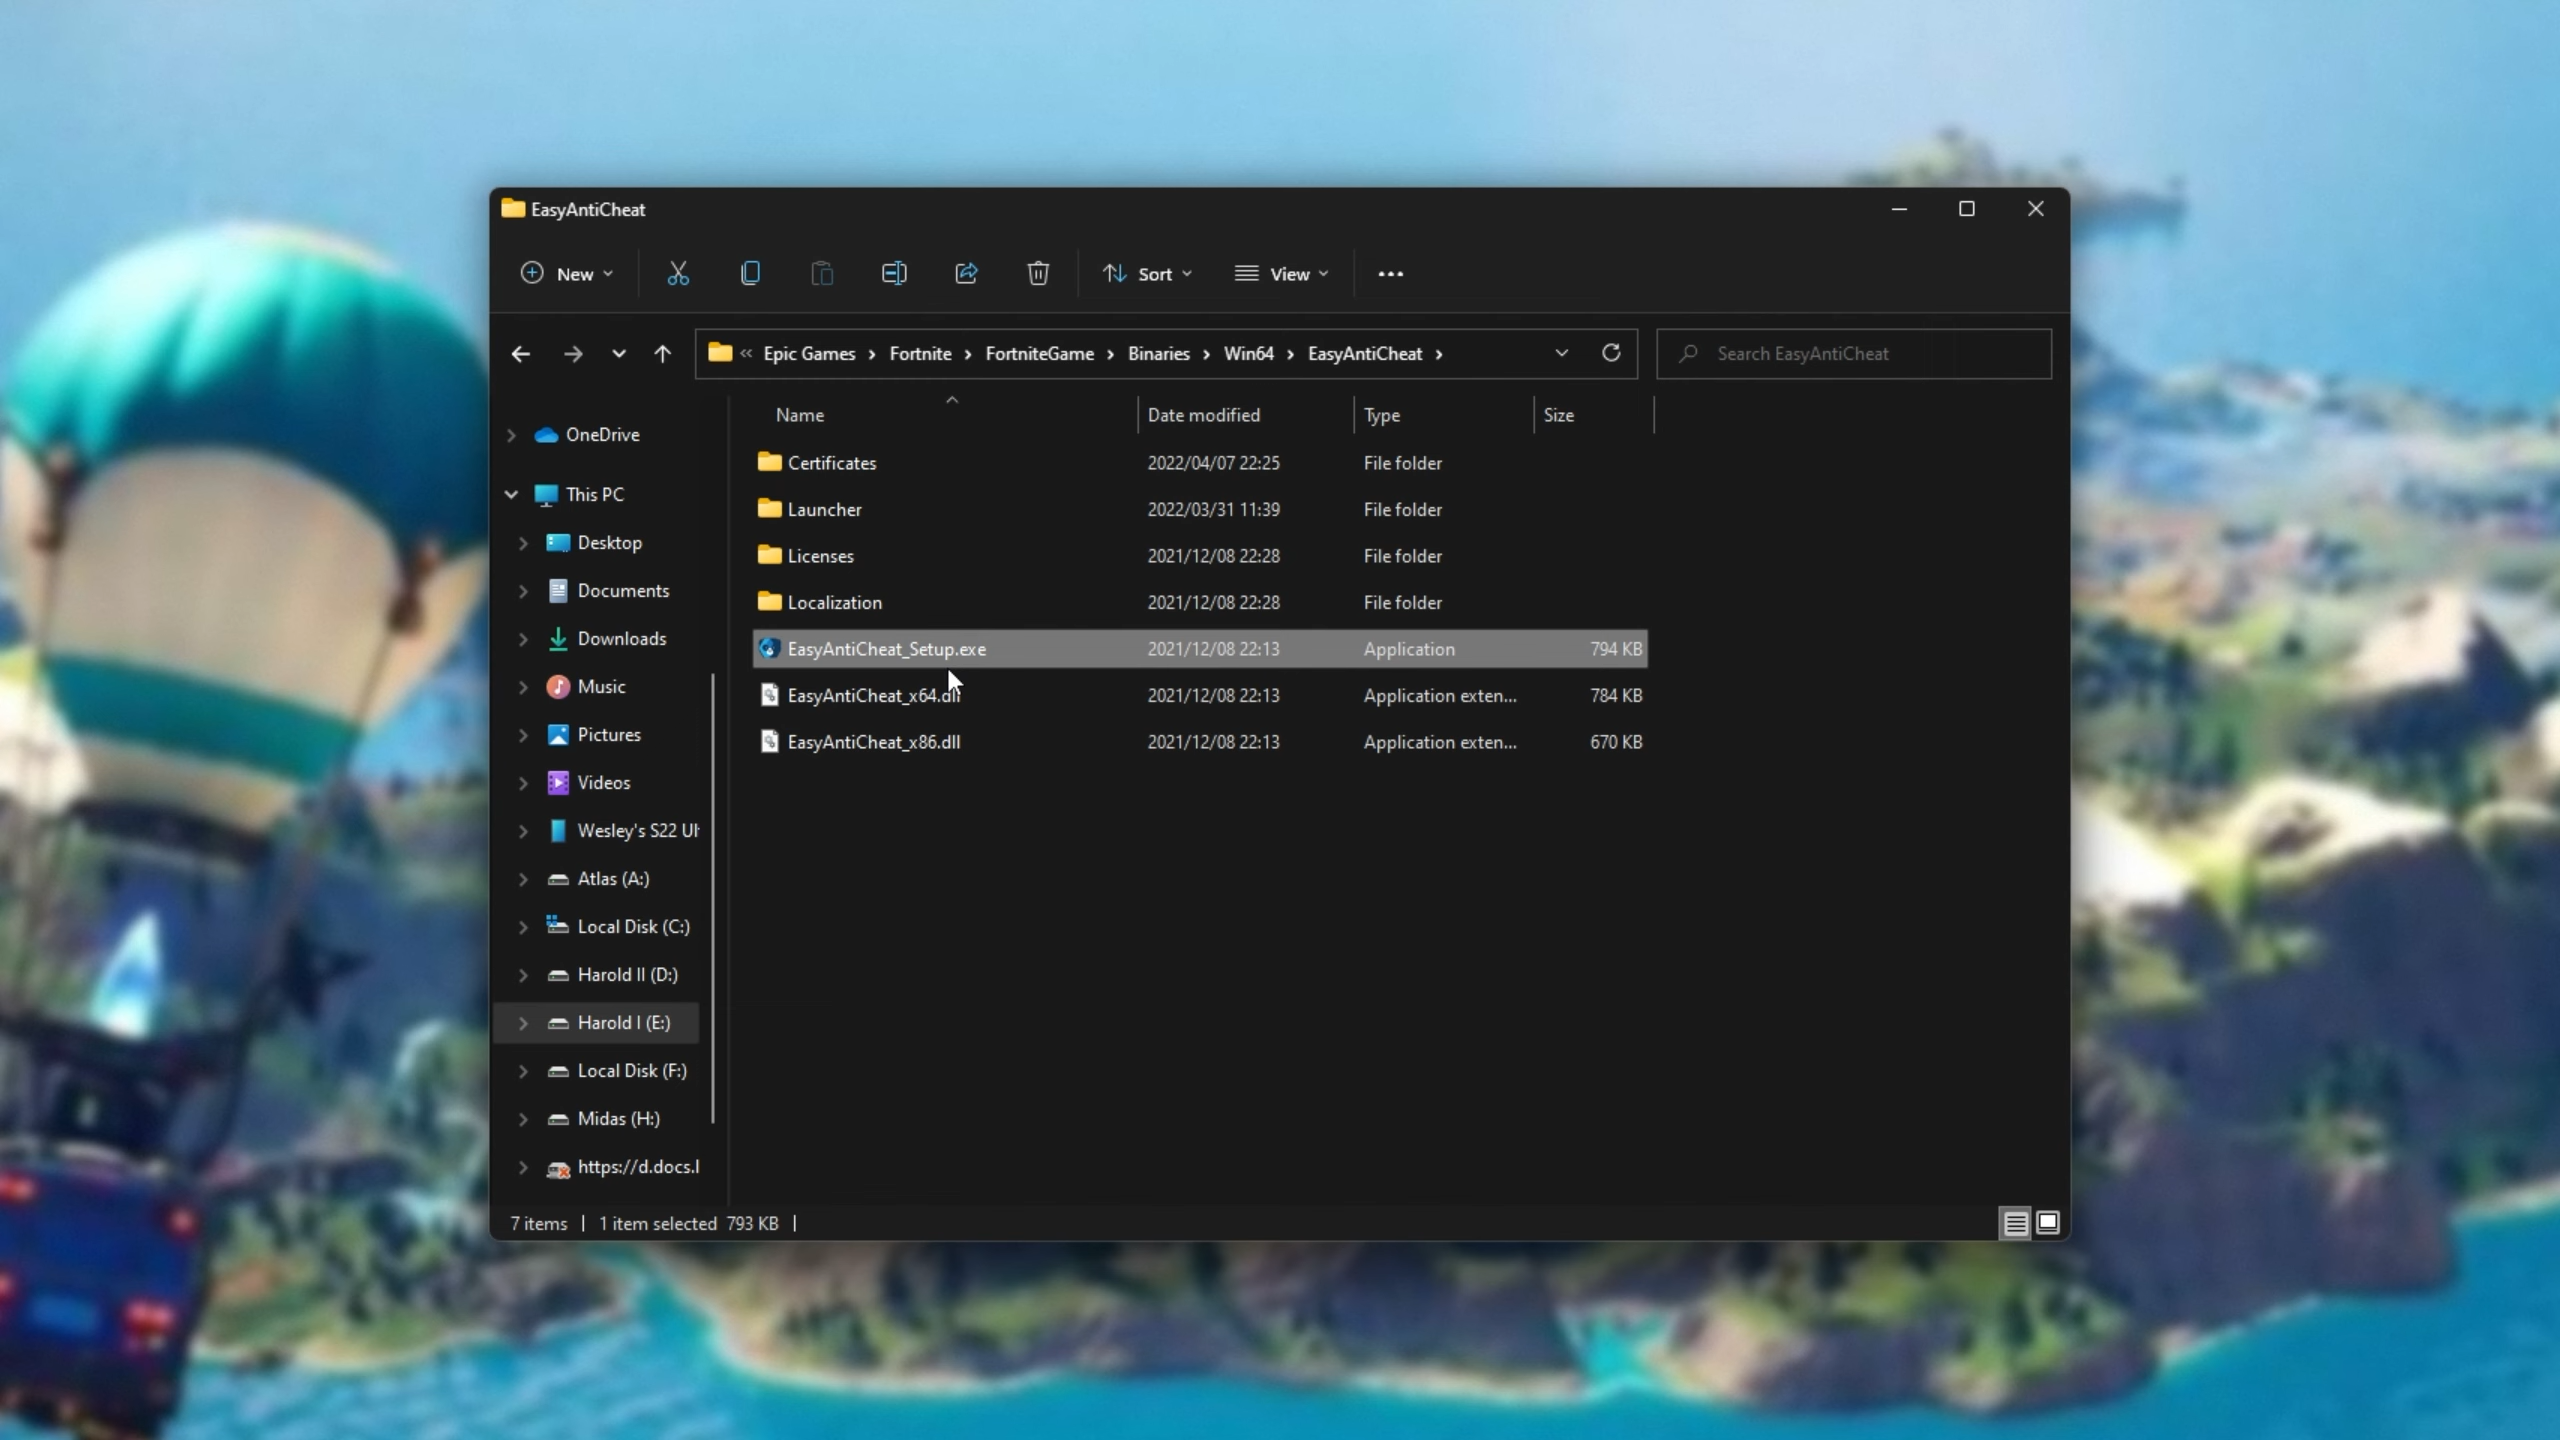 EasyAntiCheat
New Sort View
« Epic Games › Fortnite › FortniteGame › Binaries › Win64 › EasyAntiCheat › Search EasyAntiCheat
Name Date modified Type Size
OneDrive
This PC
Desktop
Documents
Downloads
Music
Pictures
Videos
Wesley's S22 Ul
Atlas (A:)
Local Disk (C:)
Harold II (D:)
Harold I (E:)
Local Disk (F:)
Midas (H:)
https://d.docs.l
Certificates 2022/04/07 22:25 File folder
Launcher 2022/03/31 11:39 File folder
Licenses 2021/12/08 22:28 File folder
Localization 2021/12/08 22:28 File folder
EasyAntiCheat_Setup.exe 2021/12/08 22:13 Application 794 KB
EasyAntiCheat_x64.dll 2021/12/08 22:13 Application exten... 784 KB
EasyAntiCheat_x86.dll 2021/12/08 22:13 Application exten... 670 KB
7 items | 1 item selected 793 KB |